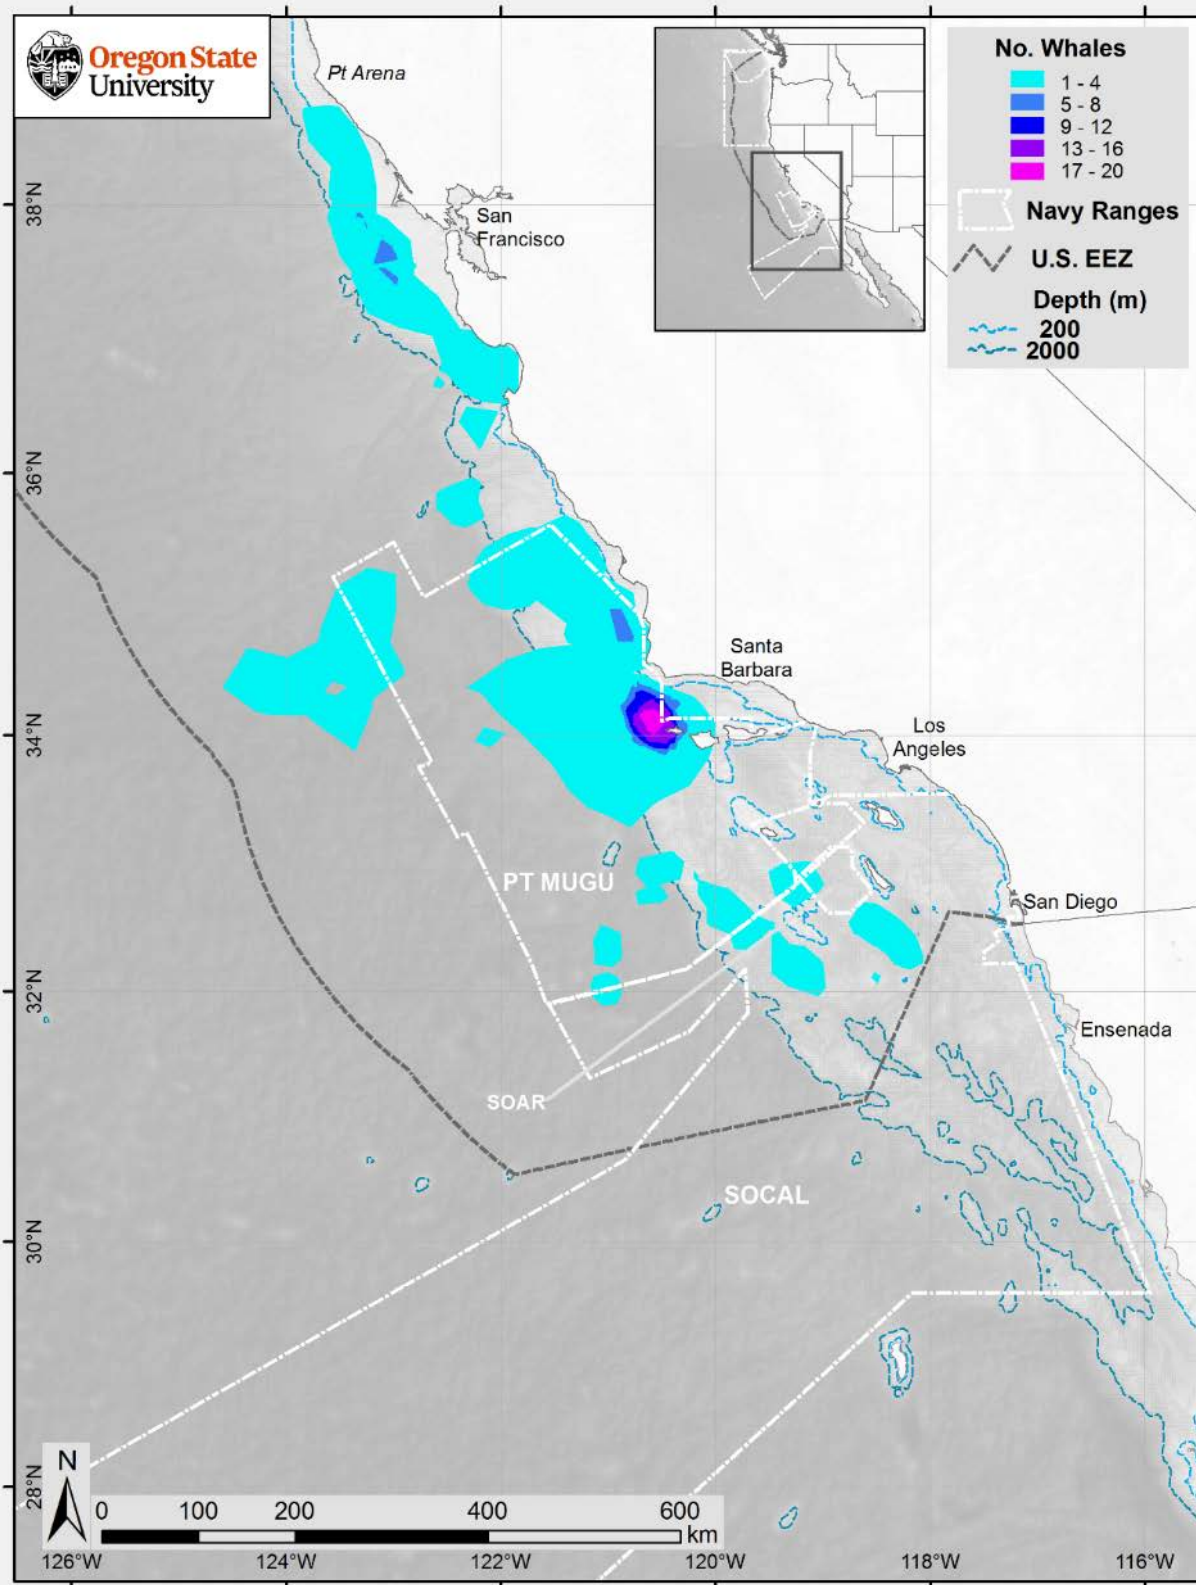 Oregon State
University
Pt Arena
San
Francisco
No. Whales
1 - 4
5 - 8
9 - 12
13 - 16
17 - 20
Navy Ranges
U.S. EEZ
Depth (m)
200
2000
38°N
36°N
34°N
32°N
30°N
28°N
Santa
Barbara
Los
Angeles
PT MUGU
San Diego
Ensenada
SOAR
SOCAL
N
0 100 200 400 600
km
126°W 124°W 122°W 120°W 118°W 116°W